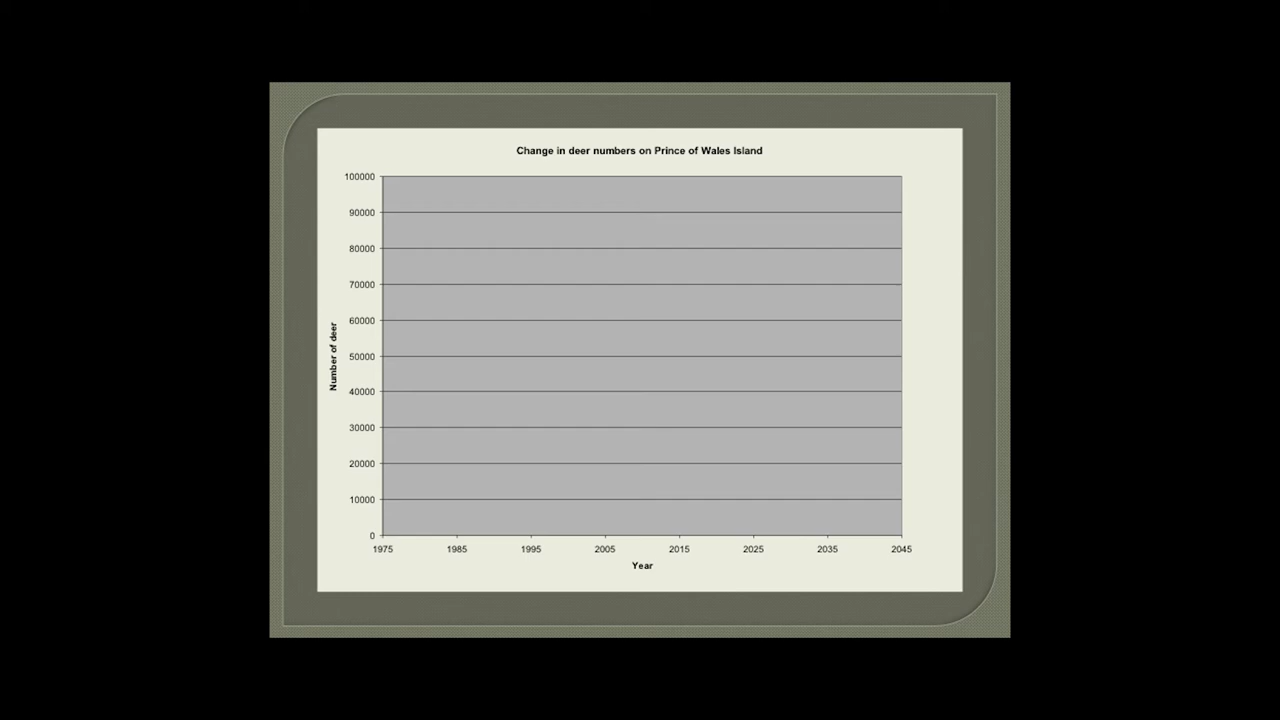 Change in deer numbers on Prince of Wales Island
100000
90000
80000
70000
60000
50000
40000
30000
20000
10000
0
Number of deer
1975 1985 1995 2005 2015 2025 2035 2045
Year